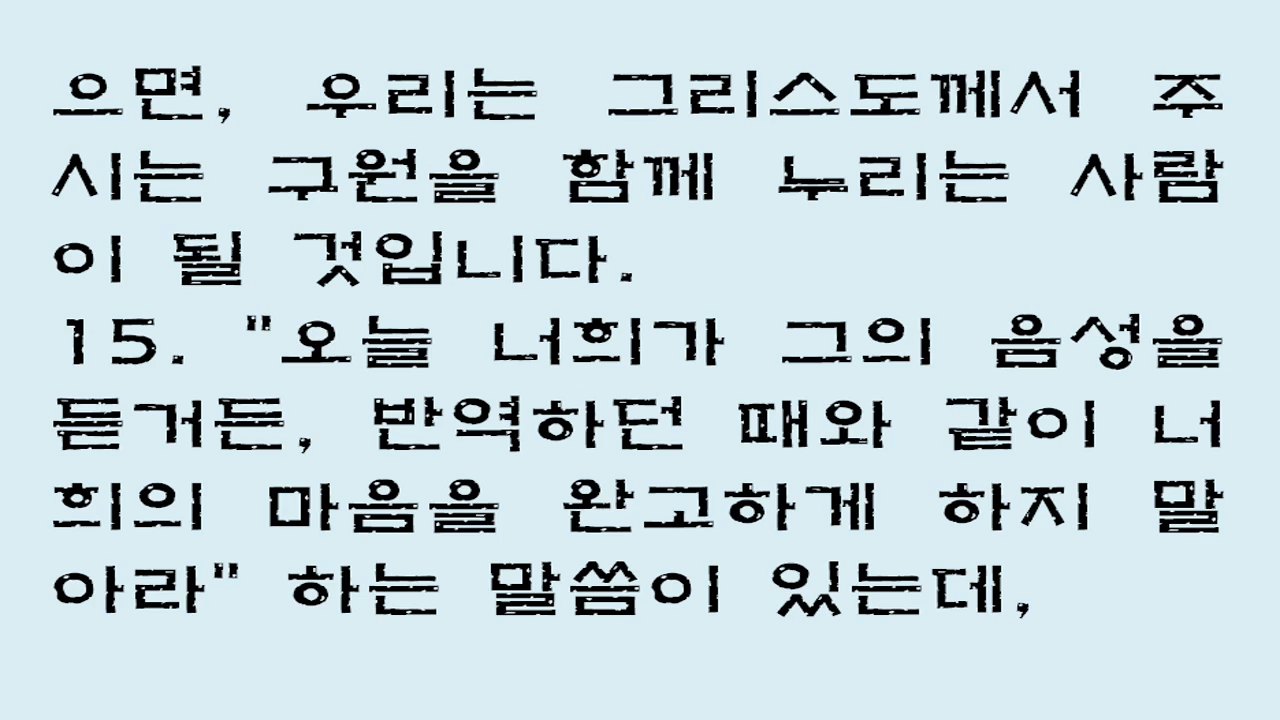 으면, 우리는 그리스도께서 주
시는 구원을 함께 누리는 사람
이 될 것입니다.
15. "오늘 너희가 그의 음성을
듣거든, 반역하던 때와 같이 너
희의 마음을 완고하게 하지 말
아라" 하는 말씀이 있는데,